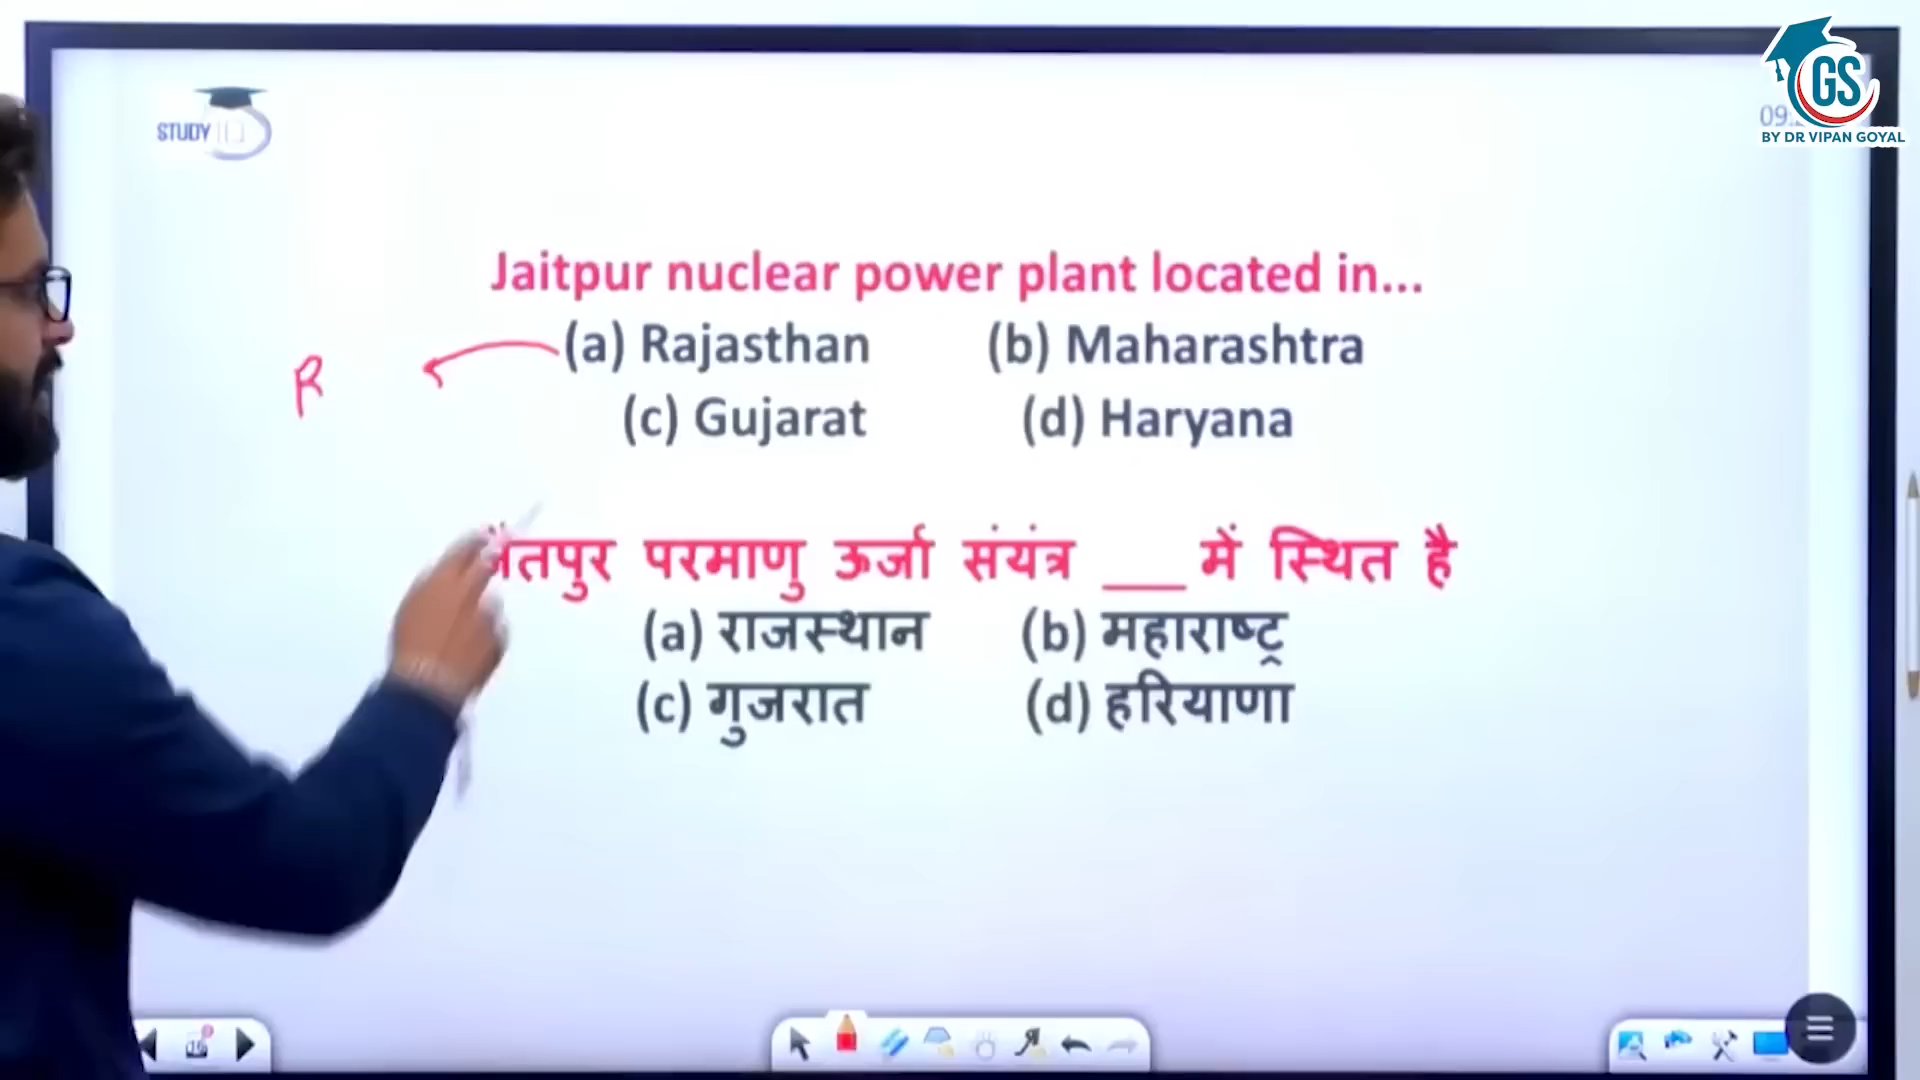 GS
BY DR VIPAN GOYAL
STUDY
Jaitpur nuclear power plant located in...
(a) Rajasthan (b) Maharashtra
(c) Gujarat (d) Haryana
R
परमाणु ऊर्जा संयंत्र ___ में स्थित है
(a) राजस्थान (b) महाराष्ट्र
(c) गुजरात (d) हरियाणा